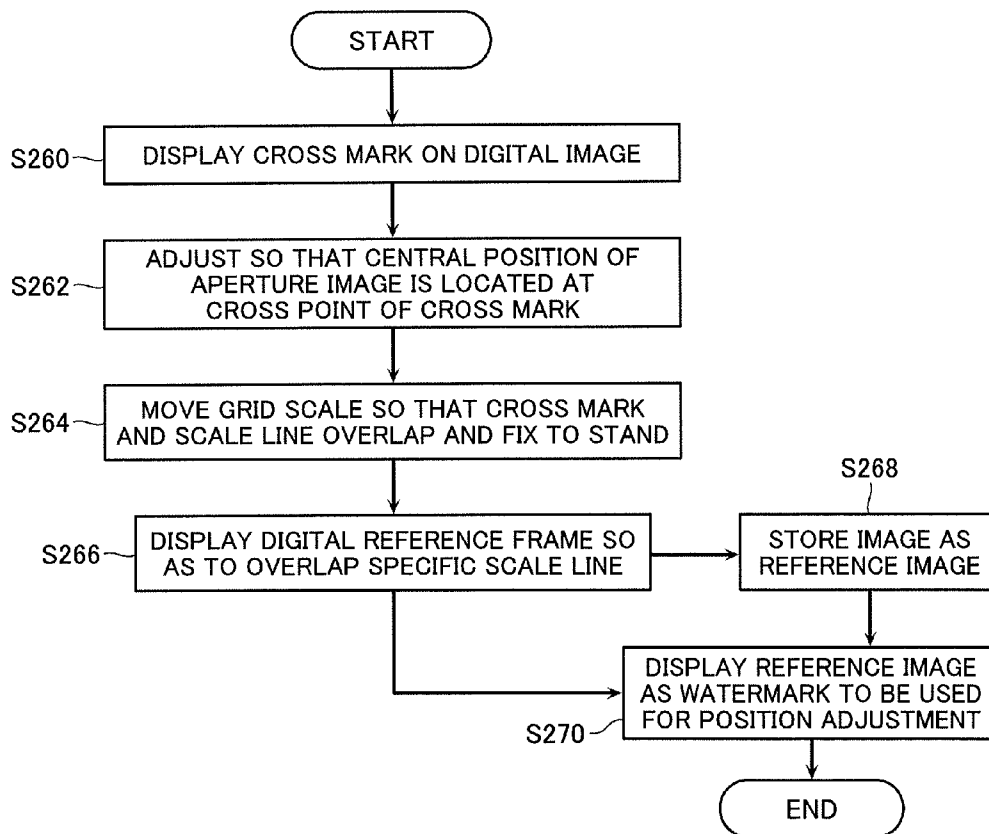 START
S260
DISPLAY CROSS MARK ON DIGITAL IMAGE
S262
ADJUST SO THAT CENTRAL POSITION OF
APERTURE IMAGE IS LOCATED AT
CROSS POINT OF CROSS MARK
S264
MOVE GRID SCALE SO THAT CROSS MARK
AND SCALE LINE OVERLAP AND FIX TO STAND
S266
DISPLAY DIGITAL REFERENCE FRAME SO
AS TO OVERLAP SPECIFIC SCALE LINE
S268
STORE IMAGE AS
REFERENCE IMAGE
S270
DISPLAY REFERENCE IMAGE
AS WATERMARK TO BE USED
FOR POSITION ADJUSTMENT
END